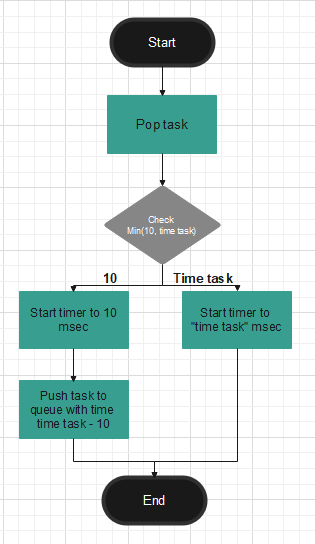 Start
Pop task
Check
Min(10, time task)
10
Time task
Start timer to 10
msec
Start timer to
"time task" msec
Push task to
queue with time
time task - 10
End